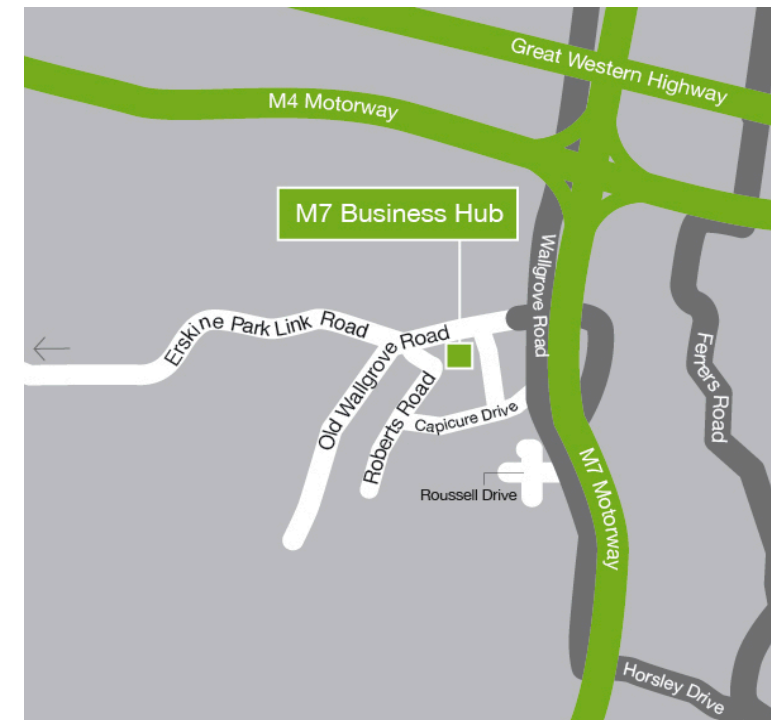 Great Western Highway
M4 Motorway
M7 Business Hub
Wallgrove Road
Erskine Park Link Road
Old Wallgrove Road
Ferrers Road
Roberts Road
Capicure Drive
M7 Motorway
Roussell Drive
Horsley Drive